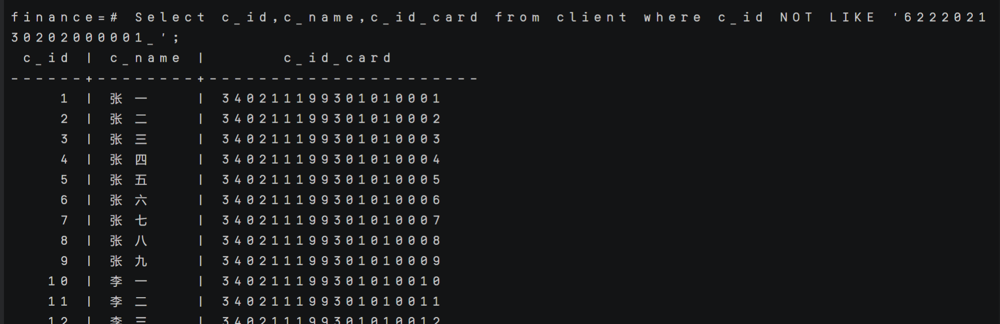 finance=# Select c_id,c_name,c_id_card from client where c_id NOT LIKE '6222021
30202000001_';
c_id | c_name | c_id_card
------+--------+----------------------
1 | 张一 | 340211199301010001
2 | 张二 | 340211199301010002
3 | 张三 | 340211199301010003
4 | 张四 | 340211199301010004
5 | 张五 | 340211199301010005
6 | 张六 | 340211199301010006
7 | 张七 | 340211199301010007
8 | 张八 | 340211199301010008
9 | 张九 | 340211199301010009
10 | 李一 | 340211199301010010
11 | 李二 | 340211199301010011
12 | 李三 | 340211199301010012